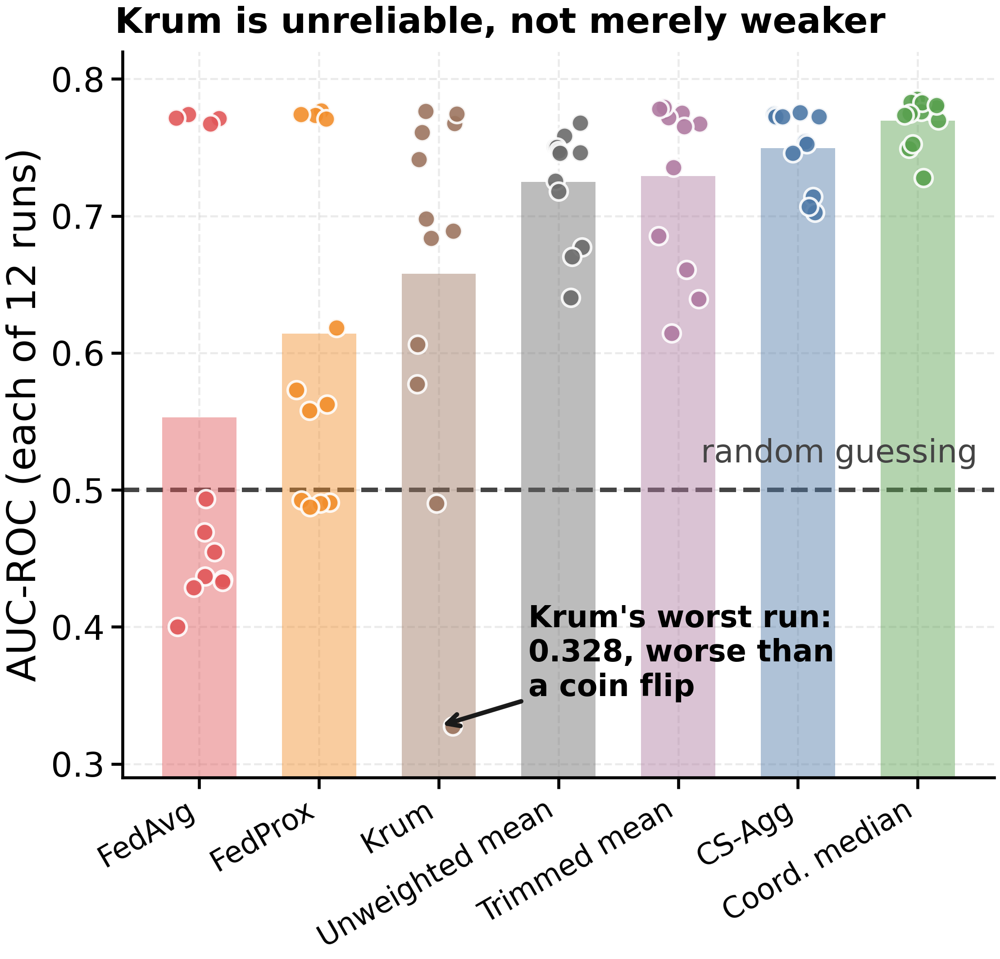 Krum is unreliable, not merely weaker
AUC-ROC (each of 12 runs)
0.8
0.7
0.6
0.5
0.4
0.3
random guessing
Krum's worst run:
0.328, worse than
a coin flip
FedAvg
FedProx
Krum
Unweighted mean
Trimmed mean
CS-Agg
Coord. median